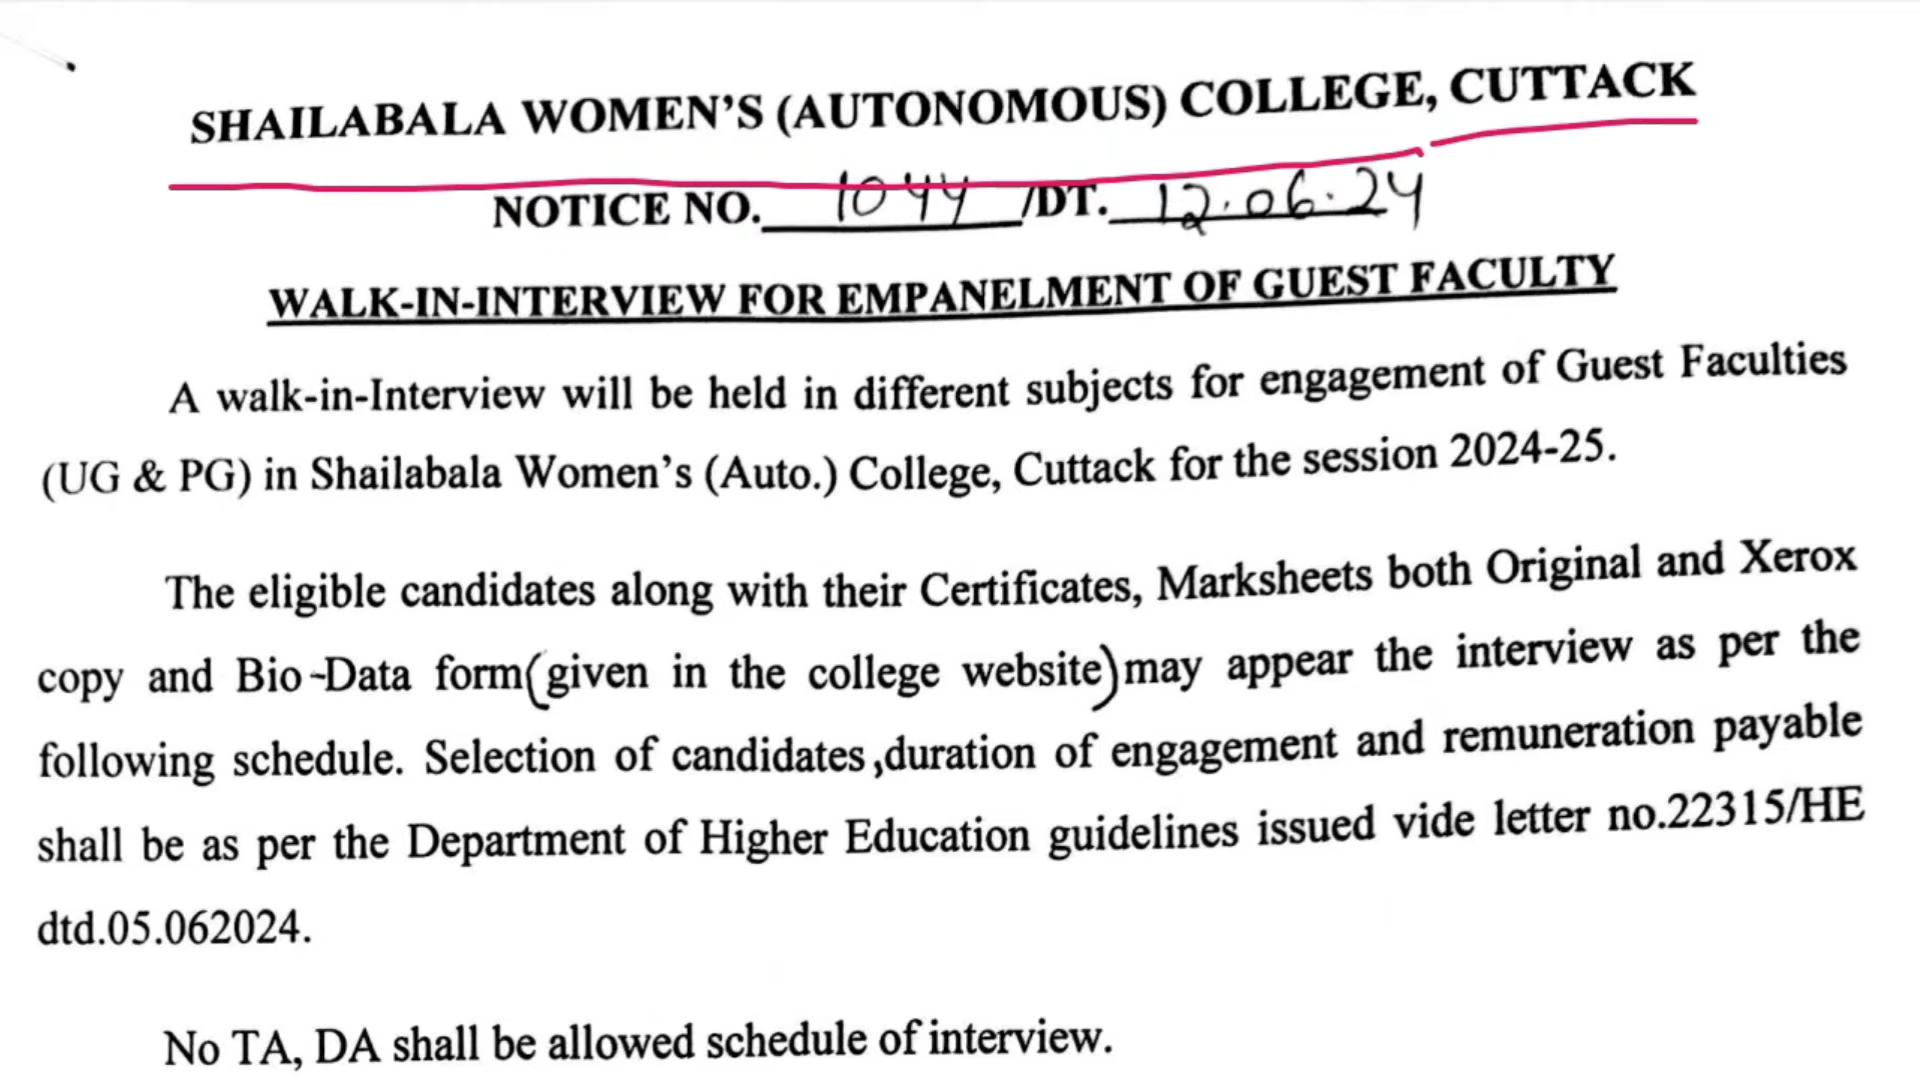 SHAILABALA WOMEN'S (AUTONOMOUS) COLLEGE, CUTTACK
NOTICE NO. 1044 /DT. 12.06.24
WALK-IN-INTERVIEW FOR EMPANELMENT OF GUEST FACULTY
A walk-in-Interview will be held in different subjects for engagement of Guest Faculties
(UG & PG) in Shailabala Women's (Auto.) College, Cuttack for the session 2024-25.
The eligible candidates along with their Certificates, Marksheets both Original and Xerox
copy and Bio-Data form(given in the college website)may appear the interview as per the
following schedule. Selection of candidates,duration of engagement and remuneration payable
shall be as per the Department of Higher Education guidelines issued vide letter no.22315/HE
dtd.05.062024.
No TA, DA shall be allowed schedule of interview.